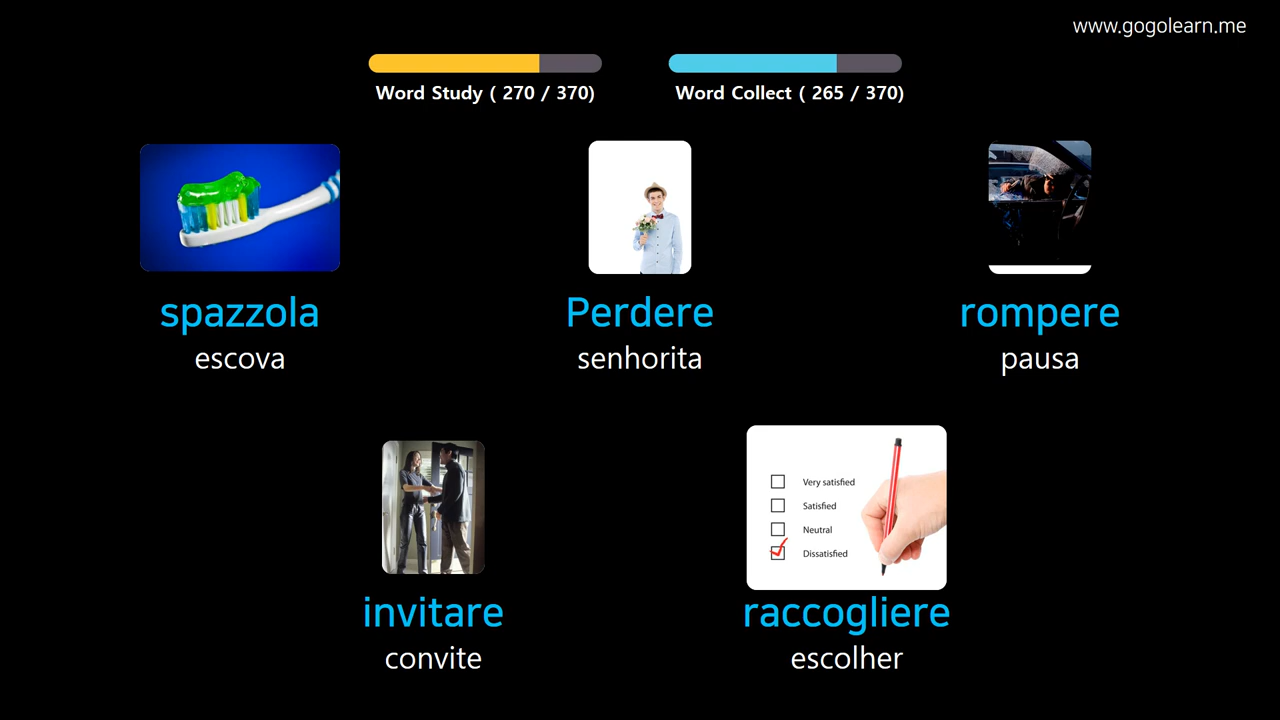 www.gogolearn.me
Word Study ( 270 / 370)
Word Collect ( 265 / 370)
spazzola
escova
Perdere
senhorita
rompere
pausa
Very satisfied
Satisfied
Neutral
Dissatisfied
invitare
convite
raccogliere
escolher